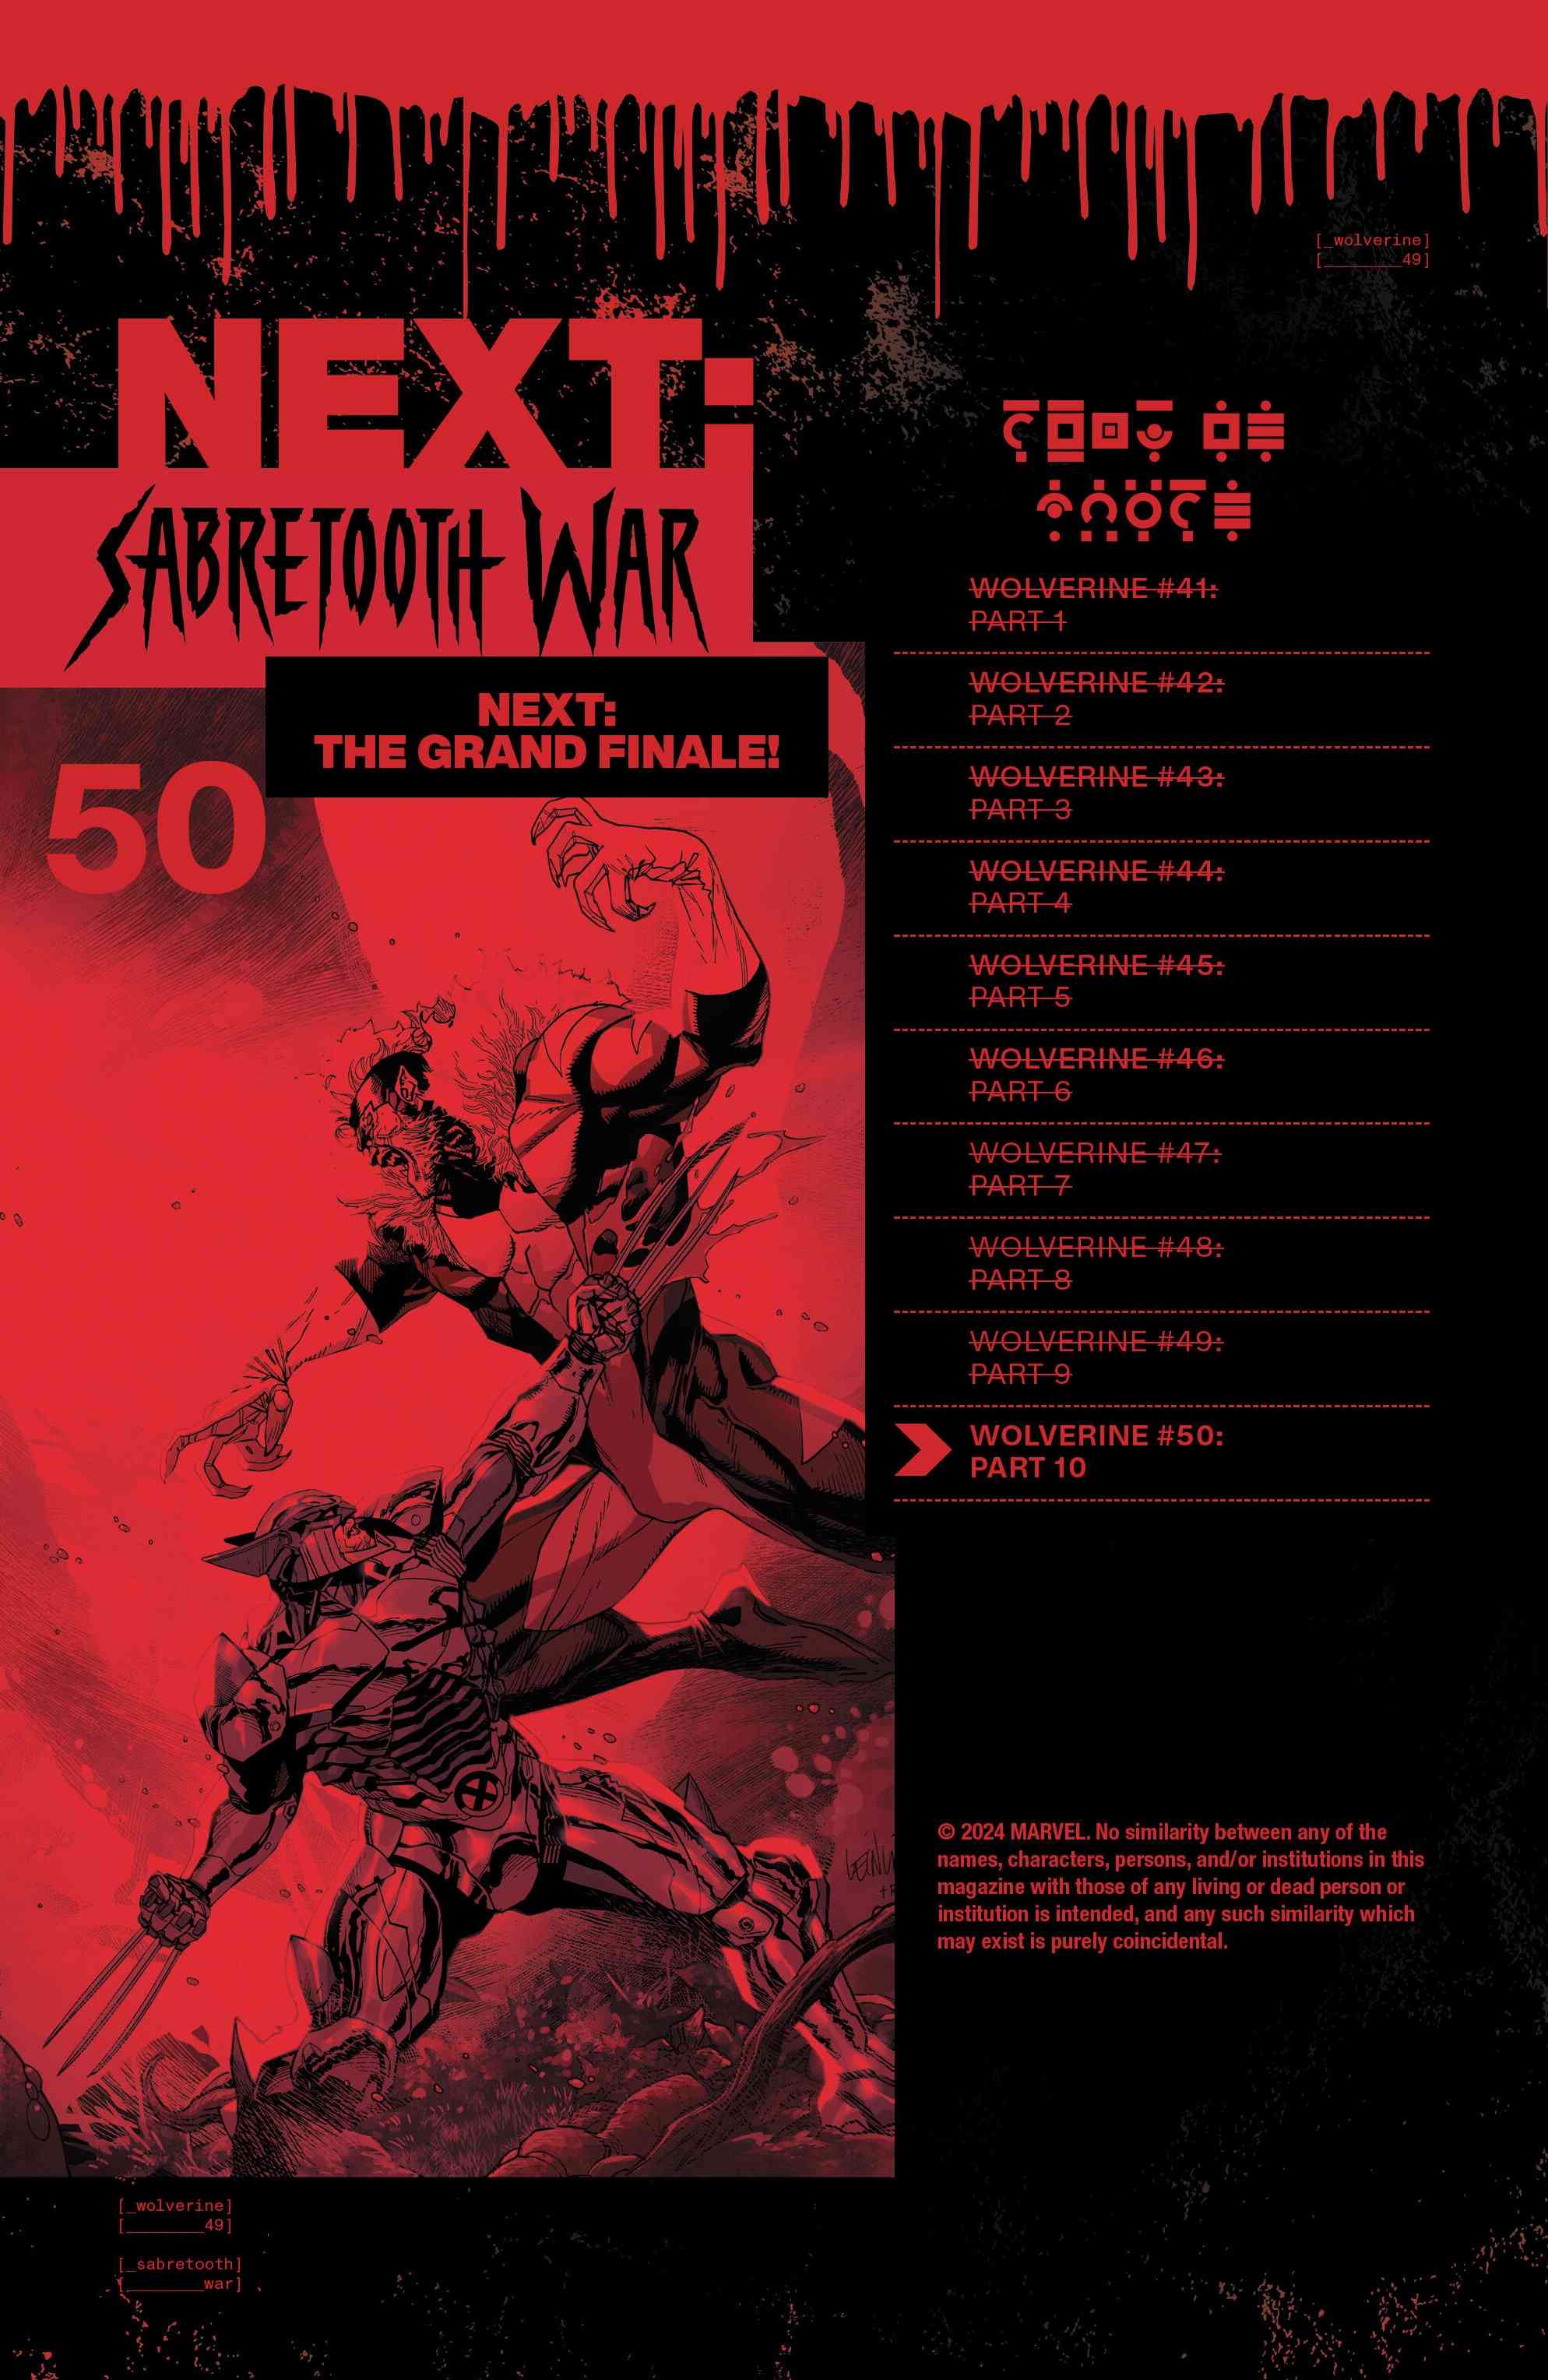 [_wolverine]
[________49]
NEXT:
SABRETOOTH WAR
NEXT:
THE GRAND FINALE!
50
WOLVERINE #41:
PART 1
WOLVERINE #42:
PART 2
WOLVERINE #43:
PART 3
WOLVERINE #44:
PART 4
WOLVERINE #45:
PART 5
WOLVERINE #46:
PART 6
WOLVERINE #47:
PART 7
WOLVERINE #48:
PART 8
WOLVERINE #49:
PART 9
WOLVERINE #50:
PART 10
© 2024 MARVEL. No similarity between any of the
names, characters, persons, and/or institutions in this
magazine with those of any living or dead person or
institution is intended, and any such similarity which
may exist is purely coincidental.
[_wolverine]
[________49]
[_sabretooth]
[_________war]